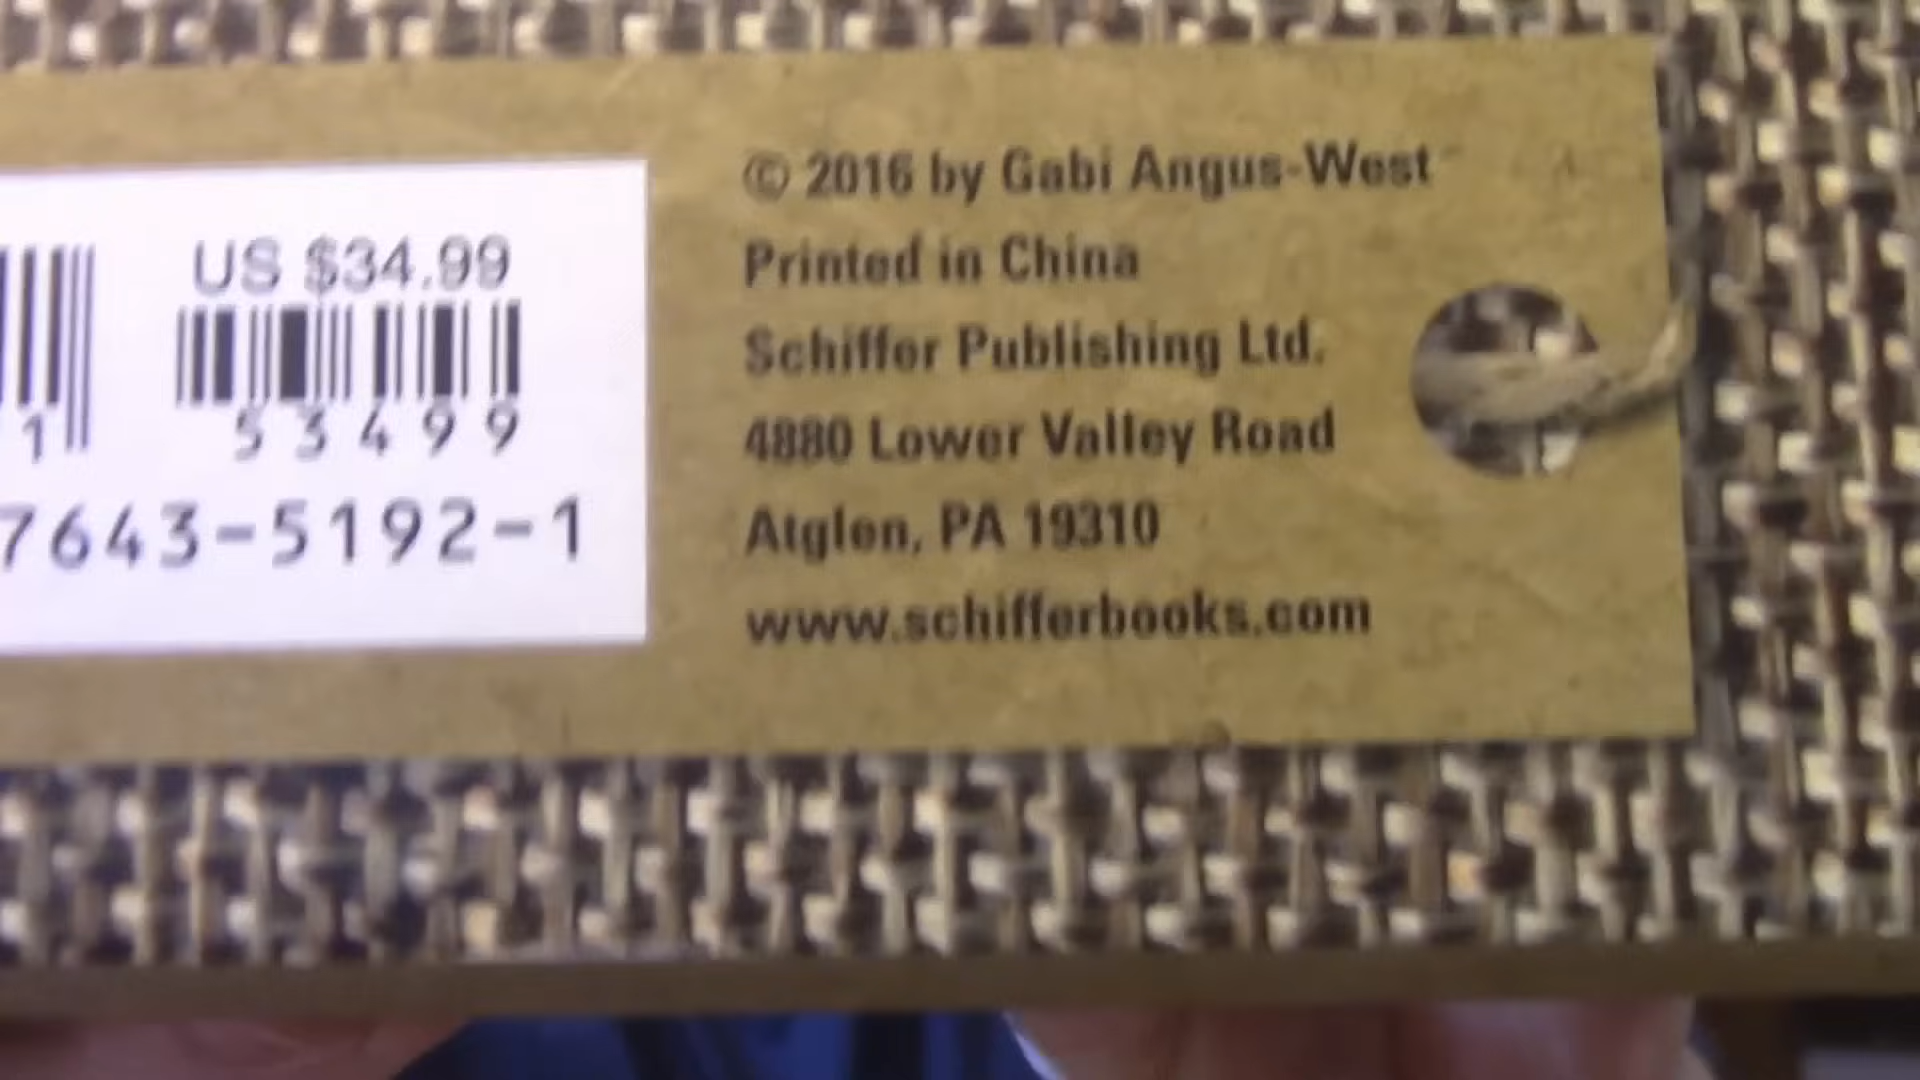 US $34.99
1
53499
7643-5192-1
© 2016 by Gabi Angus-West
Printed in China
Schiffer Publishing Ltd.
4880 Lower Valley Road
Atglen, PA 19310
www.schifferbooks.com